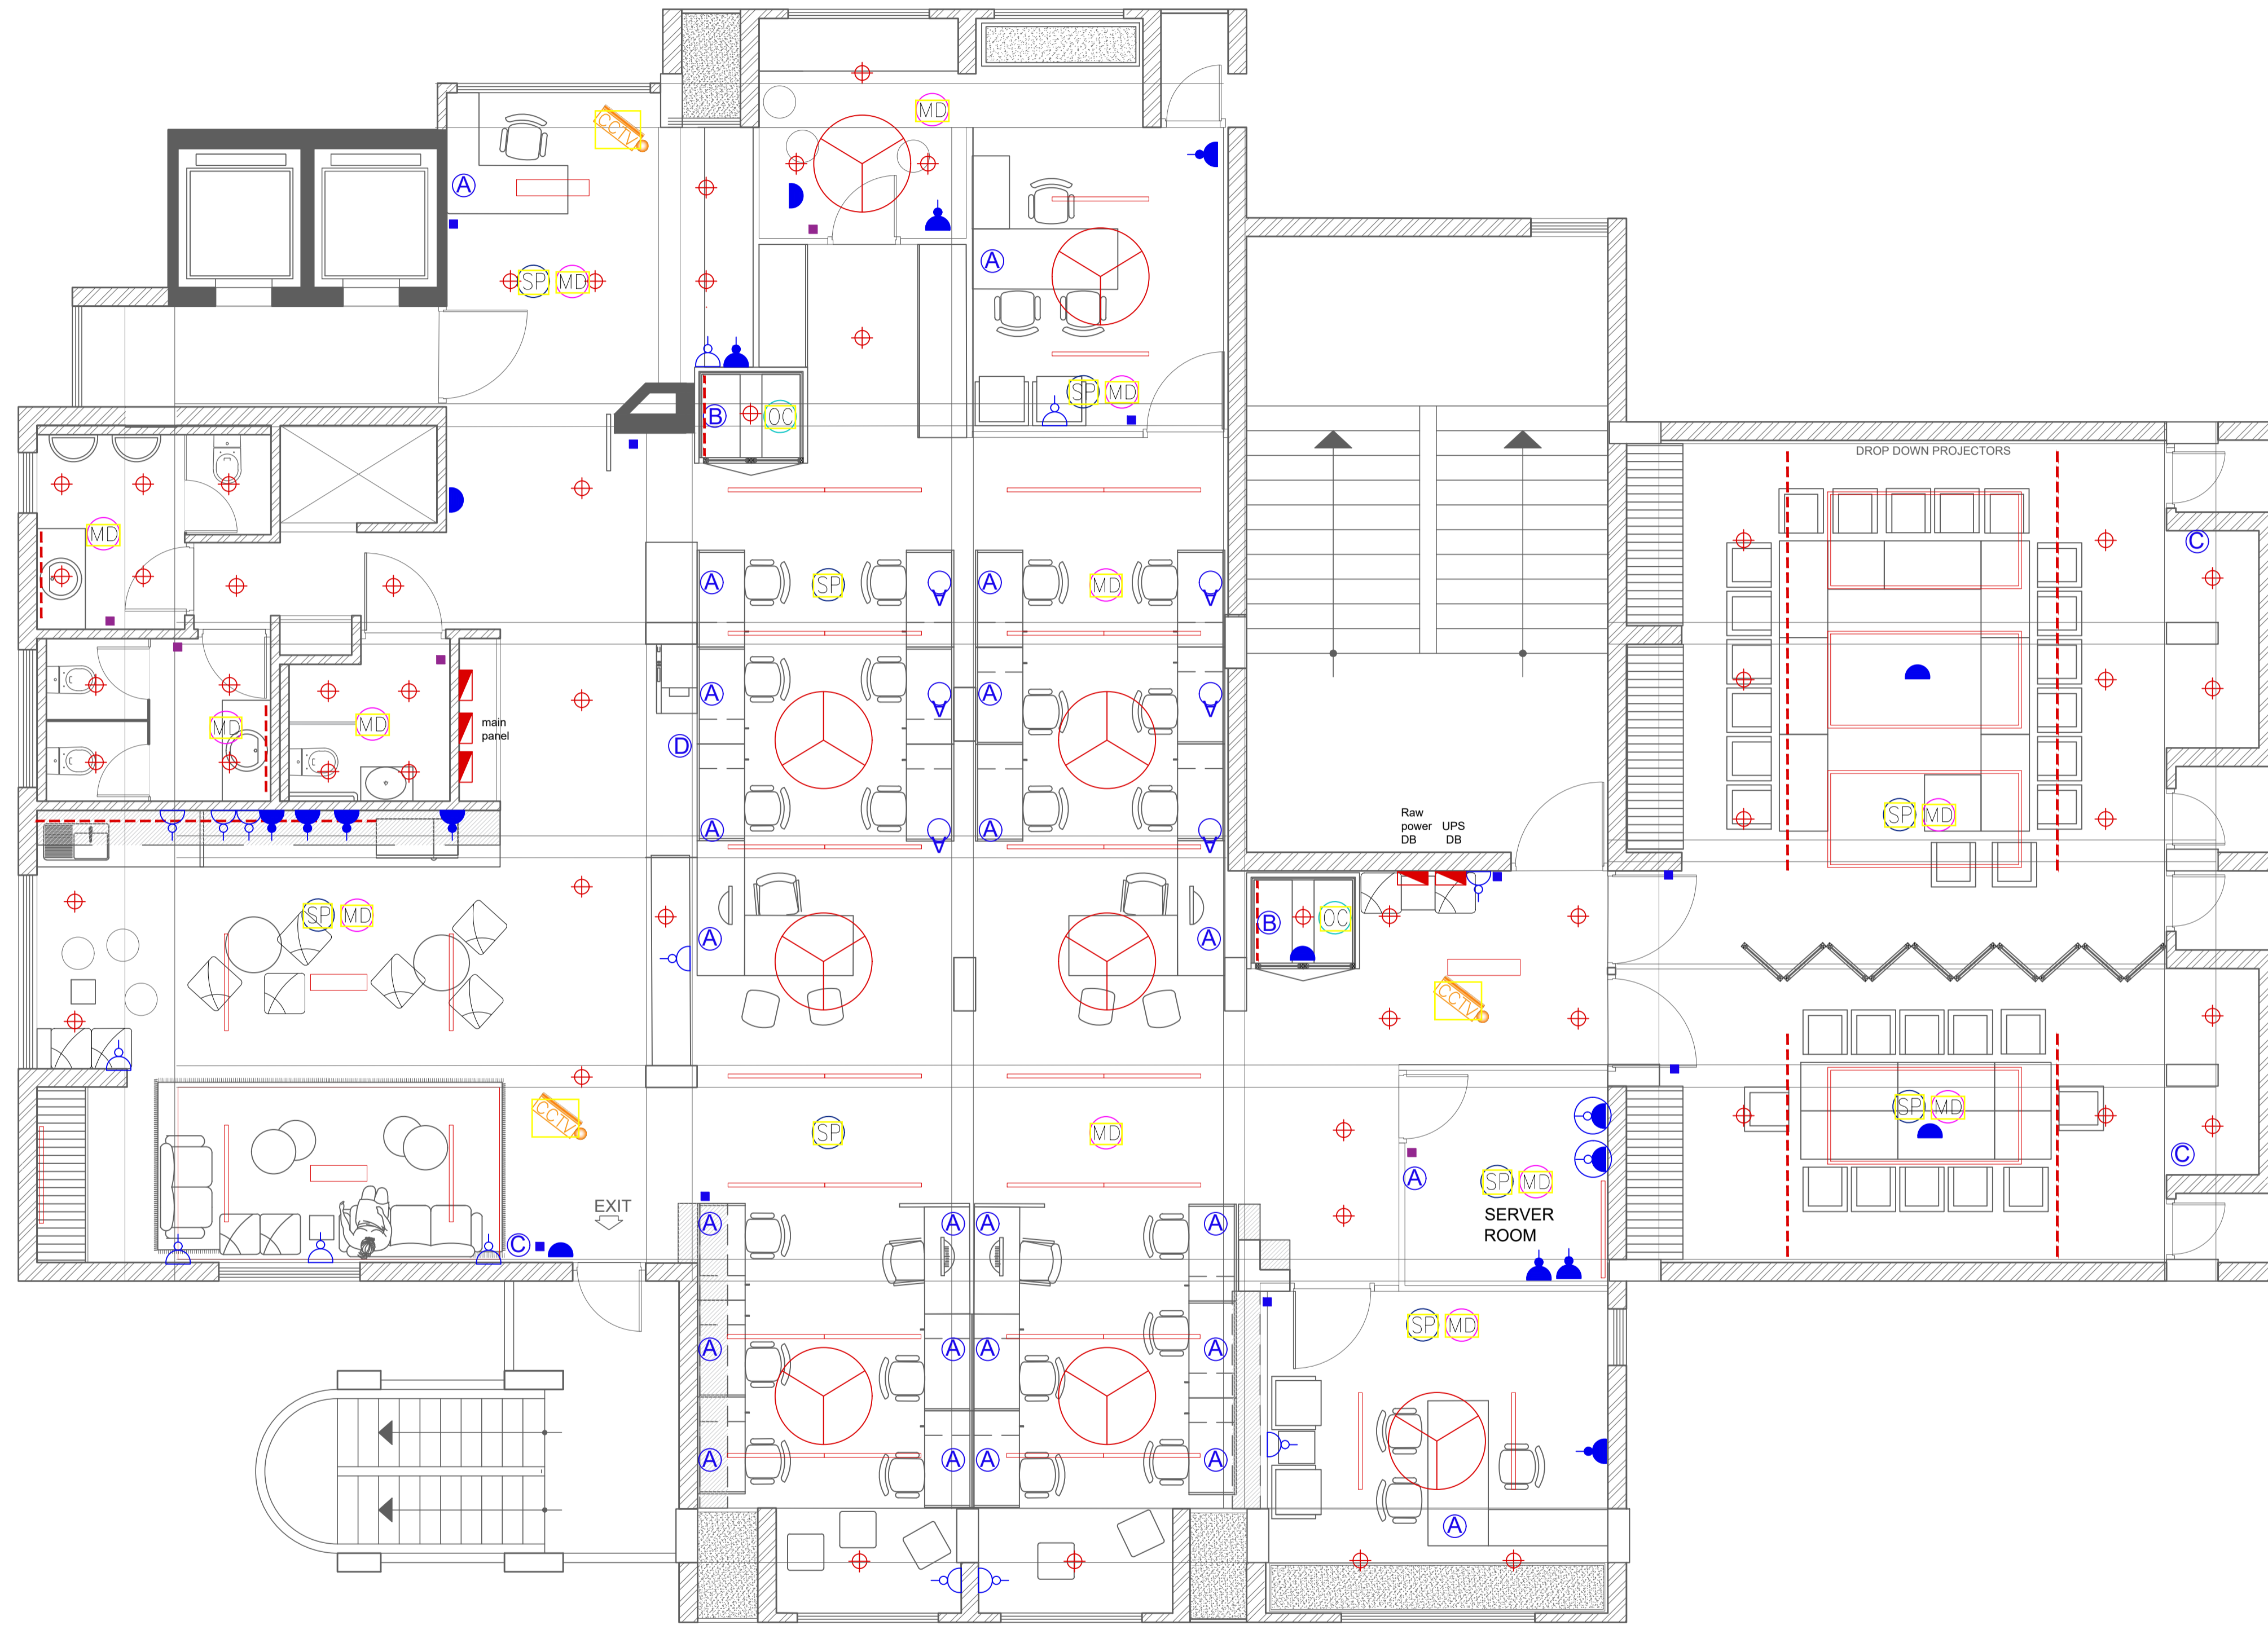 MD
CCTV
A
SP MD
A
SP MD
B OC
DROP DOWN PROJECTORS
MD
C
A SP A A MD A
A A A A
MD MD
main
panel
D
Raw
power UPS
DB DB
A A A A
SP MD
SP MD
B OC
A A
CCTV
CCTV
SP MD
SP MD
C
A
SP MD
EXIT
SERVER
ROOM
C
A A A A
SP MD
A A A A
A A A A
A